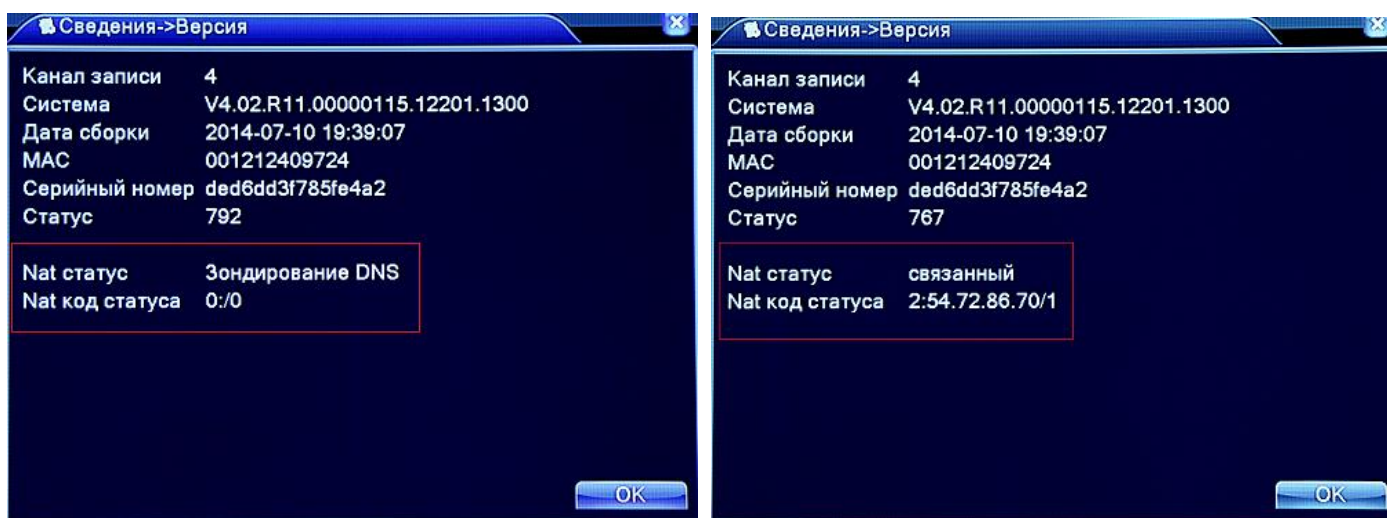 Сведения->Версия
Канал записи 4
Система V4.02.R11.00000115.12201.1300
Дата сборки 2014-07-10 19:39:07
MAC 001212409724
Серийный номер ded6dd3f785fe4a2
Статус 792
Nat статус Зондирование DNS
Nat код статуса 0:/0
OK
Сведения->Версия
Канал записи 4
Система V4.02.R11.00000115.12201.1300
Дата сборки 2014-07-10 19:39:07
MAC 001212409724
Серийный номер ded6dd3f785fe4a2
Статус 767
Nat статус связанный
Nat код статуса 2:54.72.86.70/1
OK